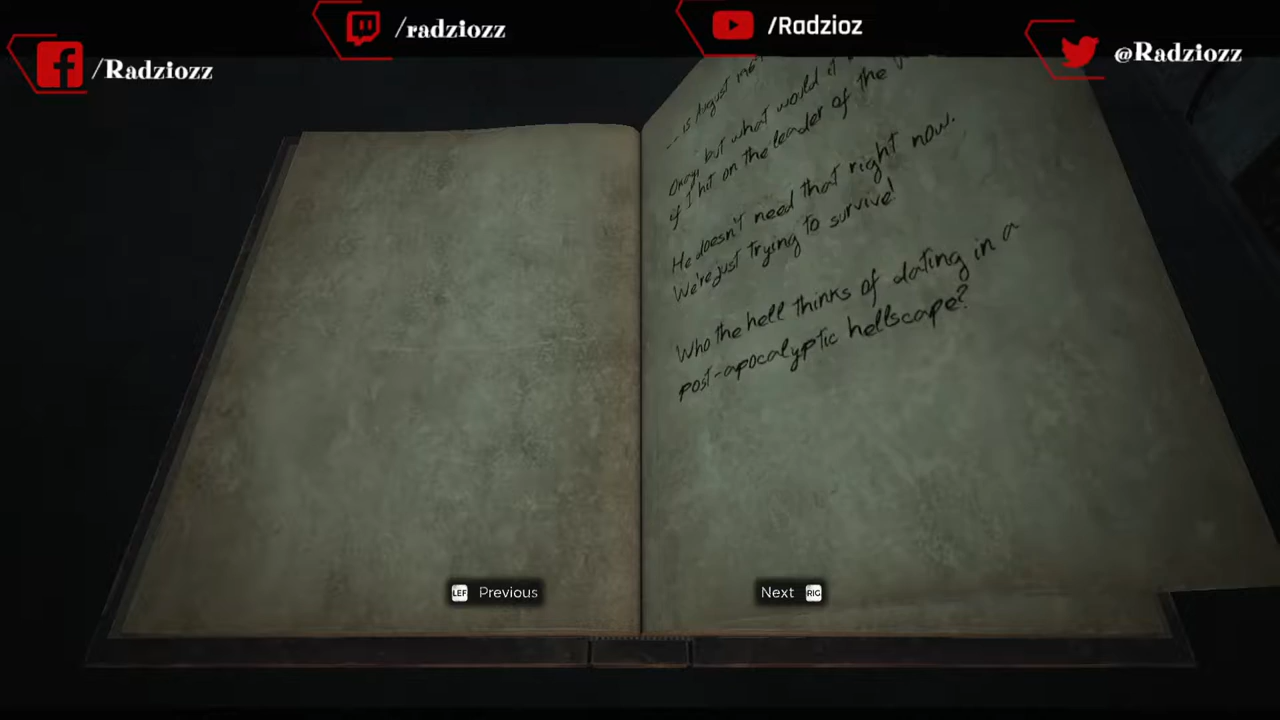 /Radziozz
/radziozz
/Radzioz
@Radziozz
is August
Okay, but what would it
if I hit on the leader of the
He doesn't need that right now.
We're just trying to survive!
Who the hell thinks of dating in a
post-apocalyptic hellscape?
LEF Previous
Next RIG